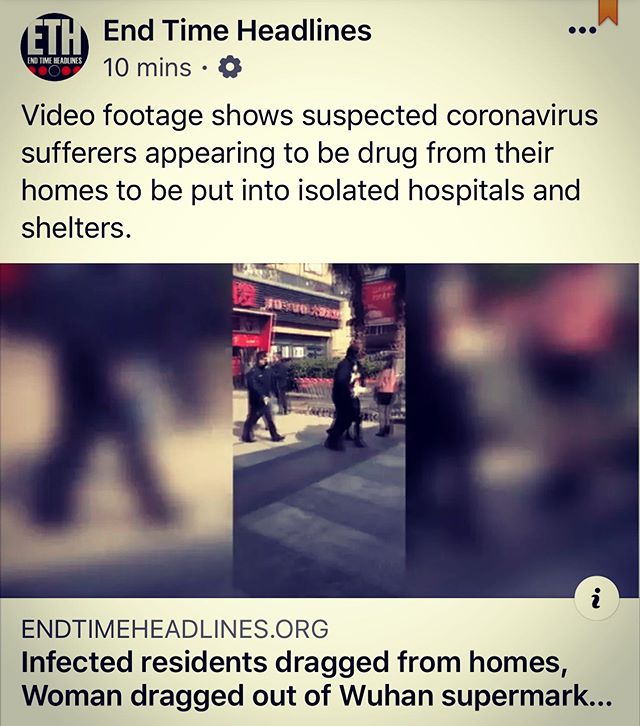 ETH
END TIME HEADLINES
End Time Headlines
10 mins ·
Video footage shows suspected coronavirus
sufferers appearing to be drug from their
homes to be put into isolated hospitals and
shelters.
i
ENDTIMEHEADLINES.ORG
Infected residents dragged from homes,
Woman dragged out of Wuhan supermark...